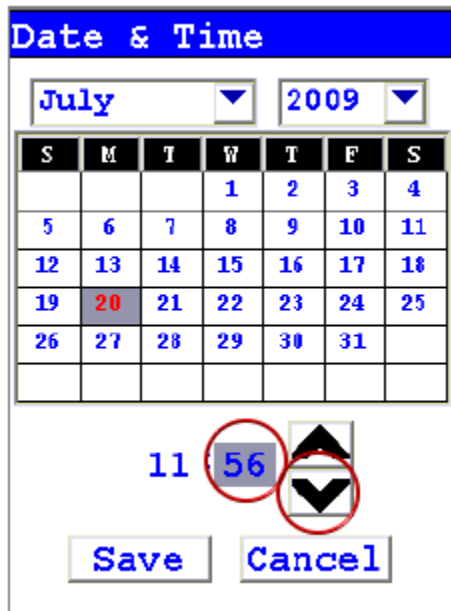 Date & Time
July 2009
S M T W T F S
1 2 3 4
5 6 7 8 9 10 11
12 13 14 15 16 17 18
19 20 21 22 23 24 25
26 27 28 29 30 31
11 56
Save Cancel